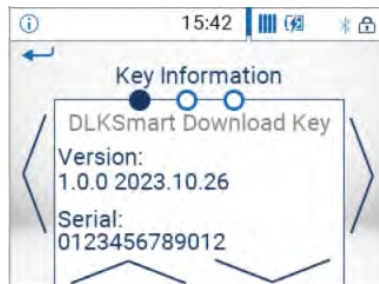 15:42
Key Information
DLKSmart Download Key
Version:
1.0.0 2023.10.26
Serial:
0123456789012